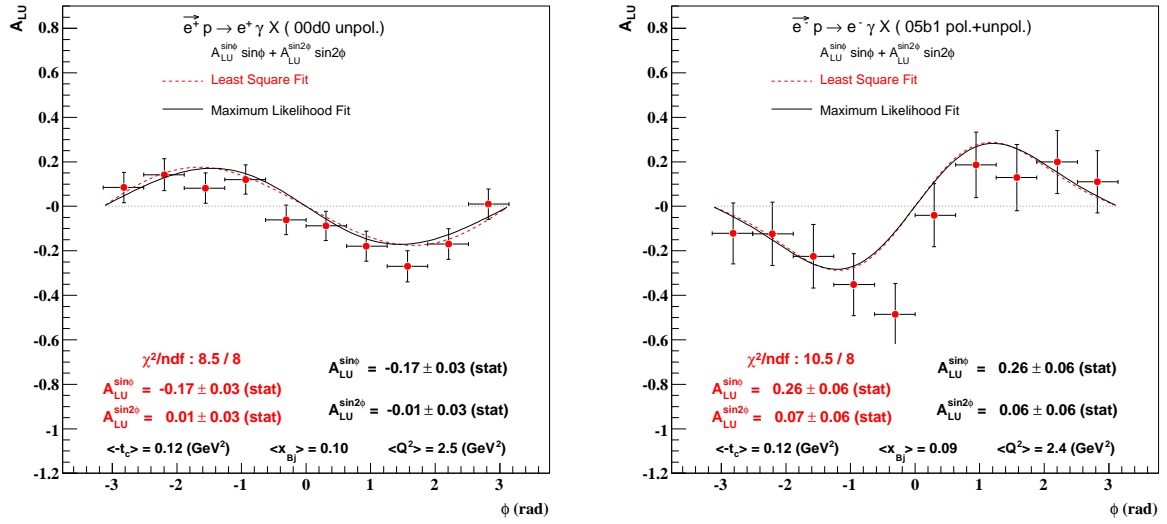 A_LU
e⁺ p → e⁺ γ X ( 00d0 unpol.)
A_LU^sinϕ sinϕ + A_LU^sin2ϕ sin2ϕ
Least Square Fit
Maximum Likelihood Fit
0.8
0.6
0.4
0.2
-0
-0.2
-0.4
-0.6
-0.8
-1
-1.2
χ²/ndf : 8.5 / 8
A_LU^sinϕ = -0.17 ± 0.03 (stat)
A_LU^sin2ϕ = 0.01 ± 0.03 (stat)
A_LU^sinϕ = -0.17 ± 0.03 (stat)
A_LU^sin2ϕ = -0.01 ± 0.03 (stat)
<-t_c> = 0.12 (GeV²) <x_Bj> = 0.10 <Q²> = 2.5 (GeV²)
-3 -2 -1 0 1 2 3
ϕ (rad)
A_LU
e⁻ p → e⁻ γ X ( 05b1 pol.+unpol.)
A_LU^sinϕ sinϕ + A_LU^sin2ϕ sin2ϕ
Least Square Fit
Maximum Likelihood Fit
0.8
0.6
0.4
0.2
-0
-0.2
-0.4
-0.6
-0.8
-1
-1.2
χ²/ndf : 10.5 / 8
A_LU^sinϕ = 0.26 ± 0.06 (stat)
A_LU^sin2ϕ = 0.07 ± 0.06 (stat)
A_LU^sinϕ = 0.26 ± 0.06 (stat)
A_LU^sin2ϕ = 0.06 ± 0.06 (stat)
<-t_c> = 0.12 (GeV²) <x_Bj> = 0.09 <Q²> = 2.4 (GeV²)
-3 -2 -1 0 1 2 3
ϕ (rad)